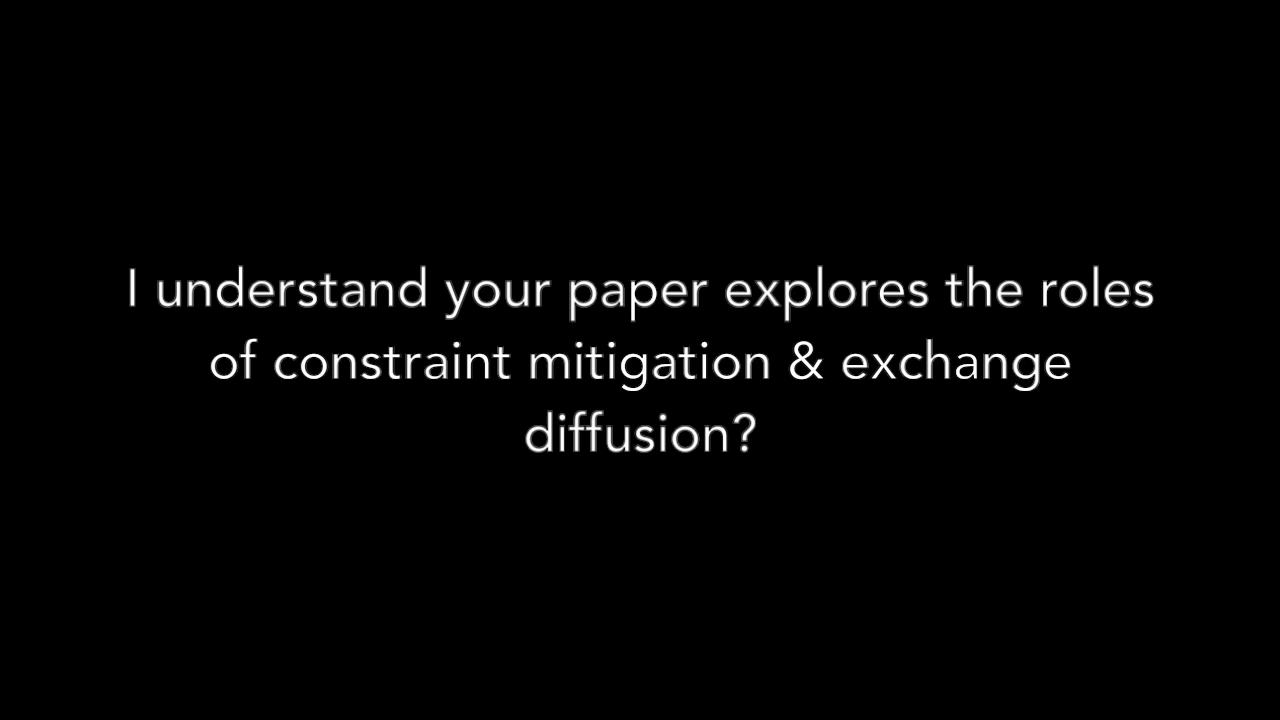 I understand your paper explores the roles
of constraint mitigation & exchange
diffusion?